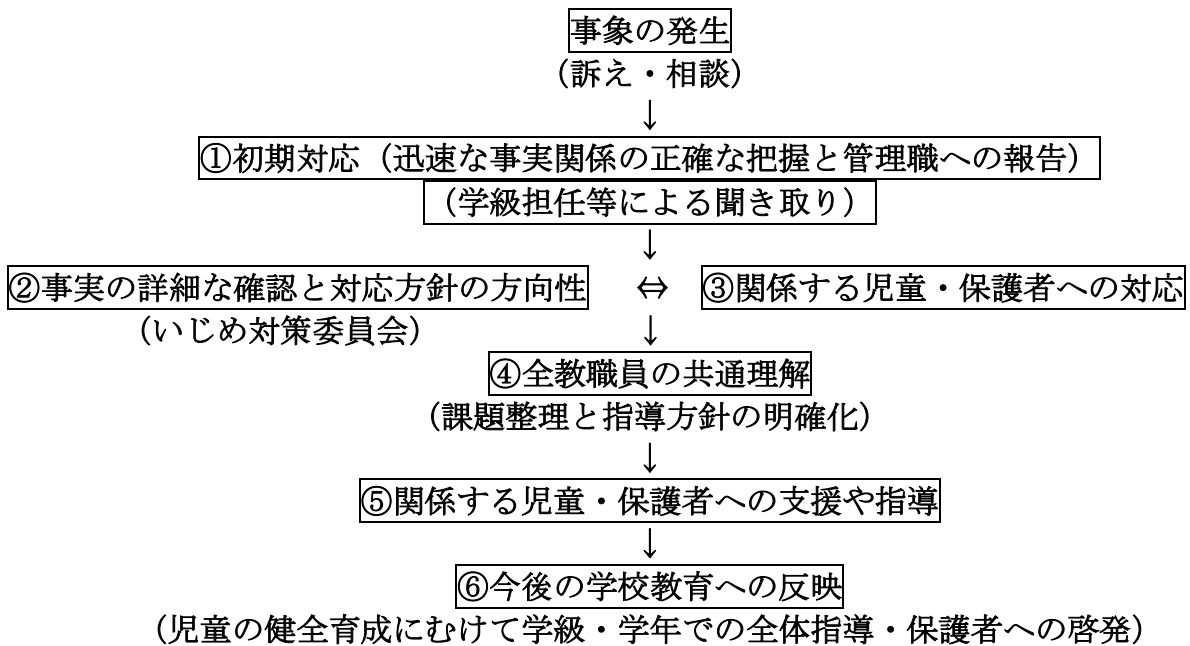 事象の発生
（訴え・相談）
↓
①初期対応（迅速な事実関係の正確な把握と管理職への報告）
（学級担任等による聞き取り）
↓
②事実の詳細な確認と対応方針の方向性 ⇔ ③関係する児童・保護者への対応
（いじめ対策委員会） ↓
④全教職員の共通理解
（課題整理と指導方針の明確化）
↓
⑤関係する児童・保護者への支援や指導
↓
⑥今後の学校教育への反映
（児童の健全育成にむけて学級・学年での全体指導・保護者への啓発）